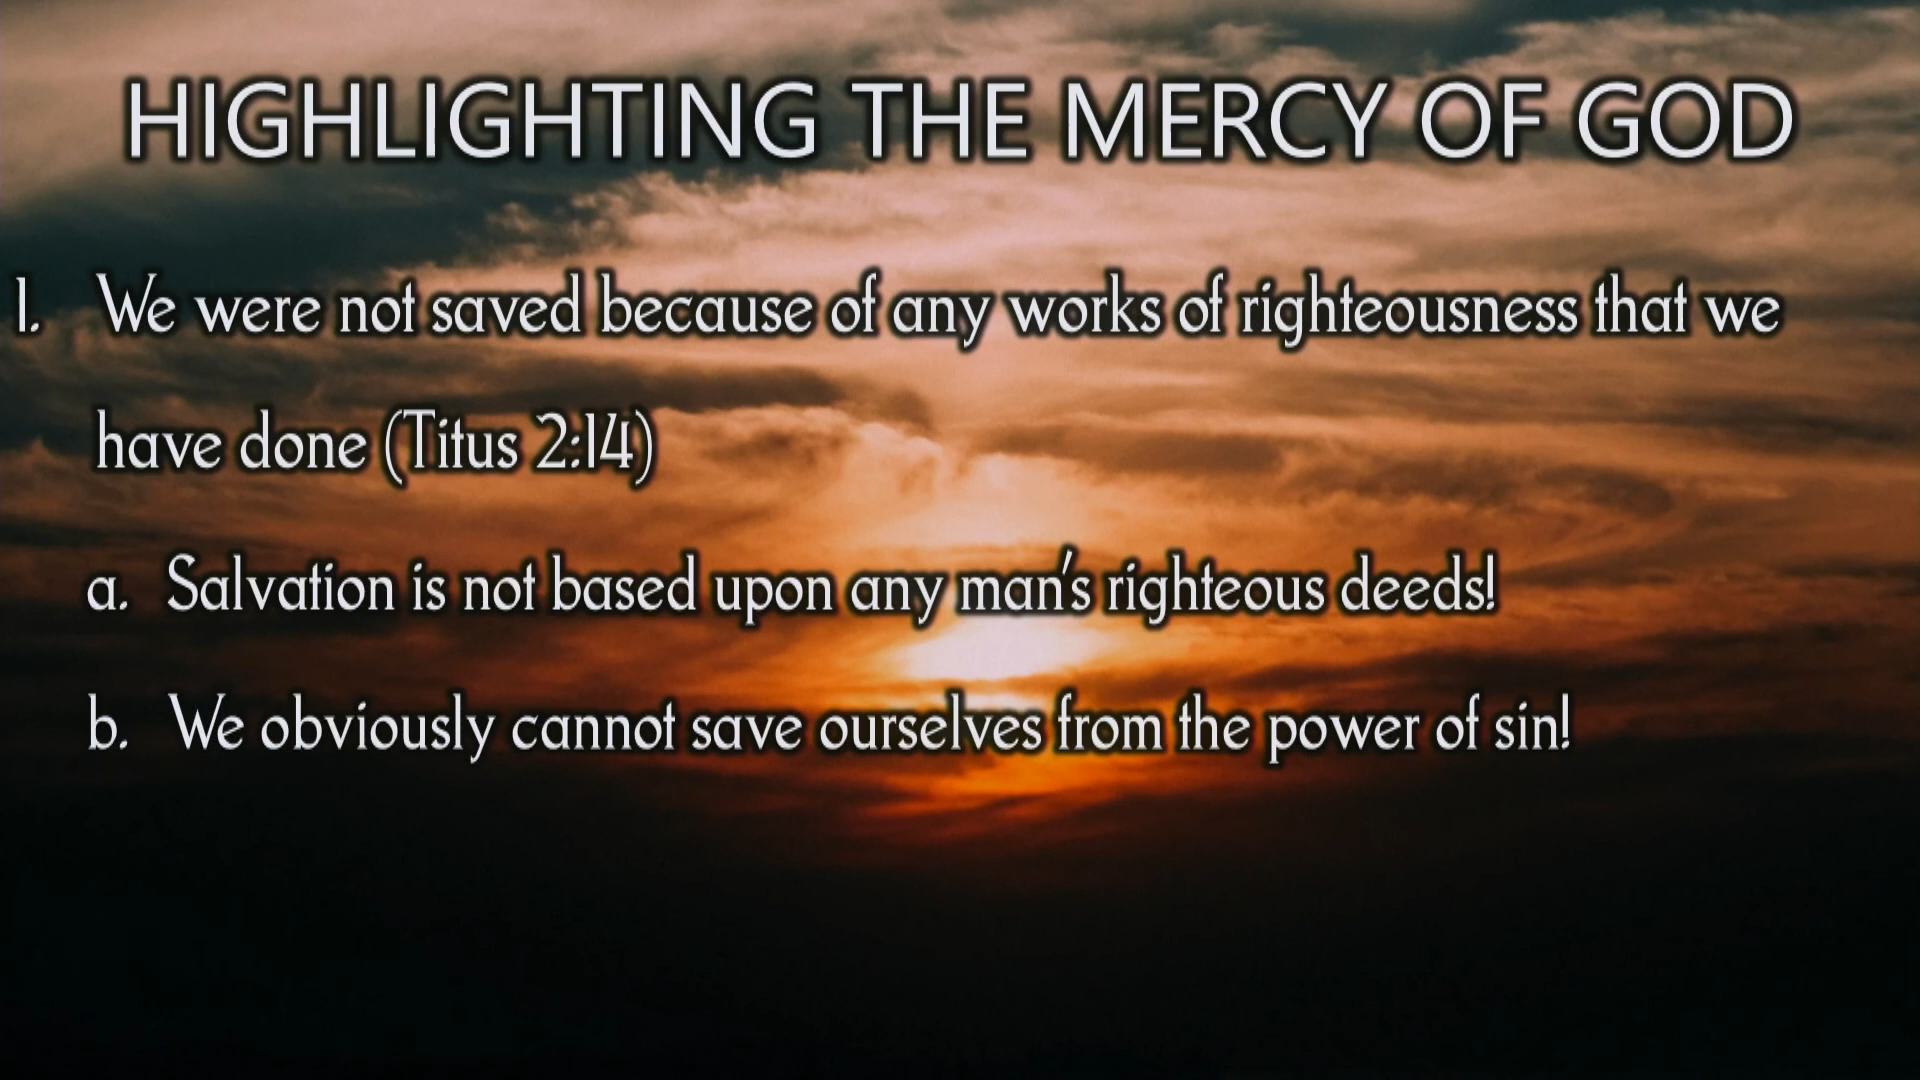 HIGHLIGHTING THE MERCY OF GOD
1. We were not saved because of any works of righteousness that we
have done (Titus 2:14)
a. Salvation is not based upon any man's righteous deeds!
b. We obviously cannot save ourselves from the power of sin!